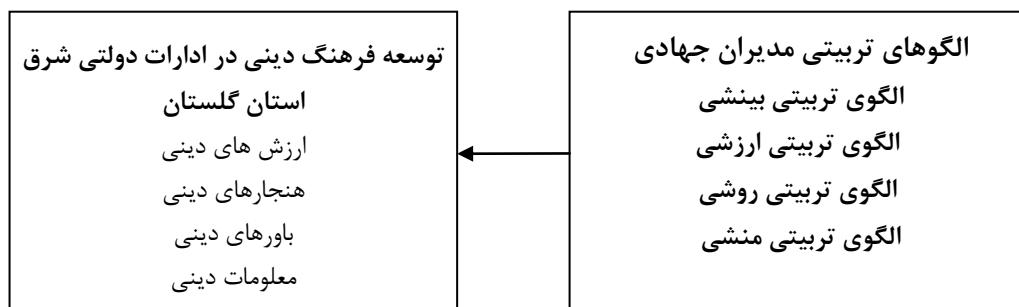 الگوهای تربیتی مدیران جهادی
الگوی تربیتی بینشی
الگوی تربیتی ارزشی
الگوی تربیتی روشی
الگوی تربیتی منشی
توسعه فرهنگ دینی در ادارات دولتی شرق
استان گلستان
ارزش های دینی
هنجارهای دینی
باورهای دینی
معلومات دینی